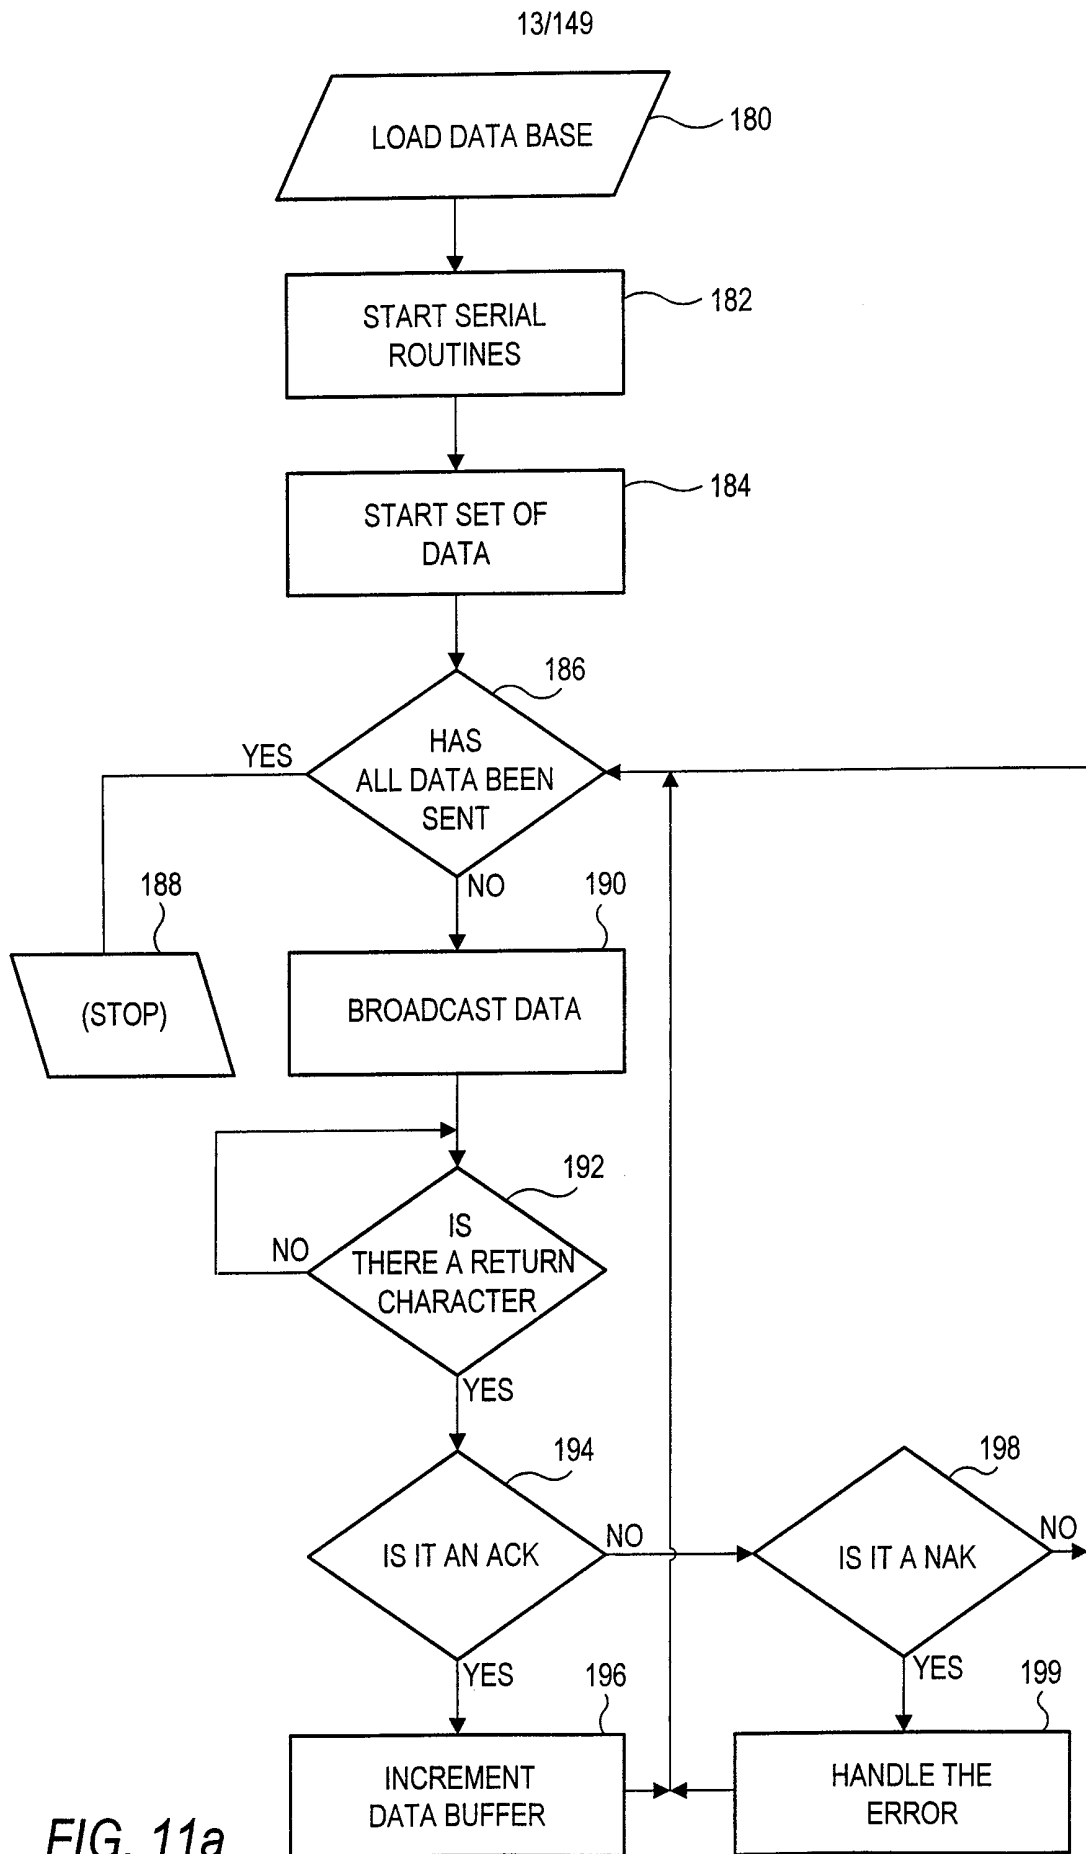 13/149
LOAD DATA BASE
180
START SERIAL
ROUTINES
182
START SET OF
DATA
184
186
HAS
ALL DATA BEEN
SENT
YES
NO
188
(STOP)
190
BROADCAST DATA
192
IS
THERE A RETURN
CHARACTER
NO
YES
194
IS IT AN ACK
NO
YES
198
IS IT A NAK
NO
YES
196
INCREMENT
DATA BUFFER
199
HANDLE THE
ERROR
FIG. 11a